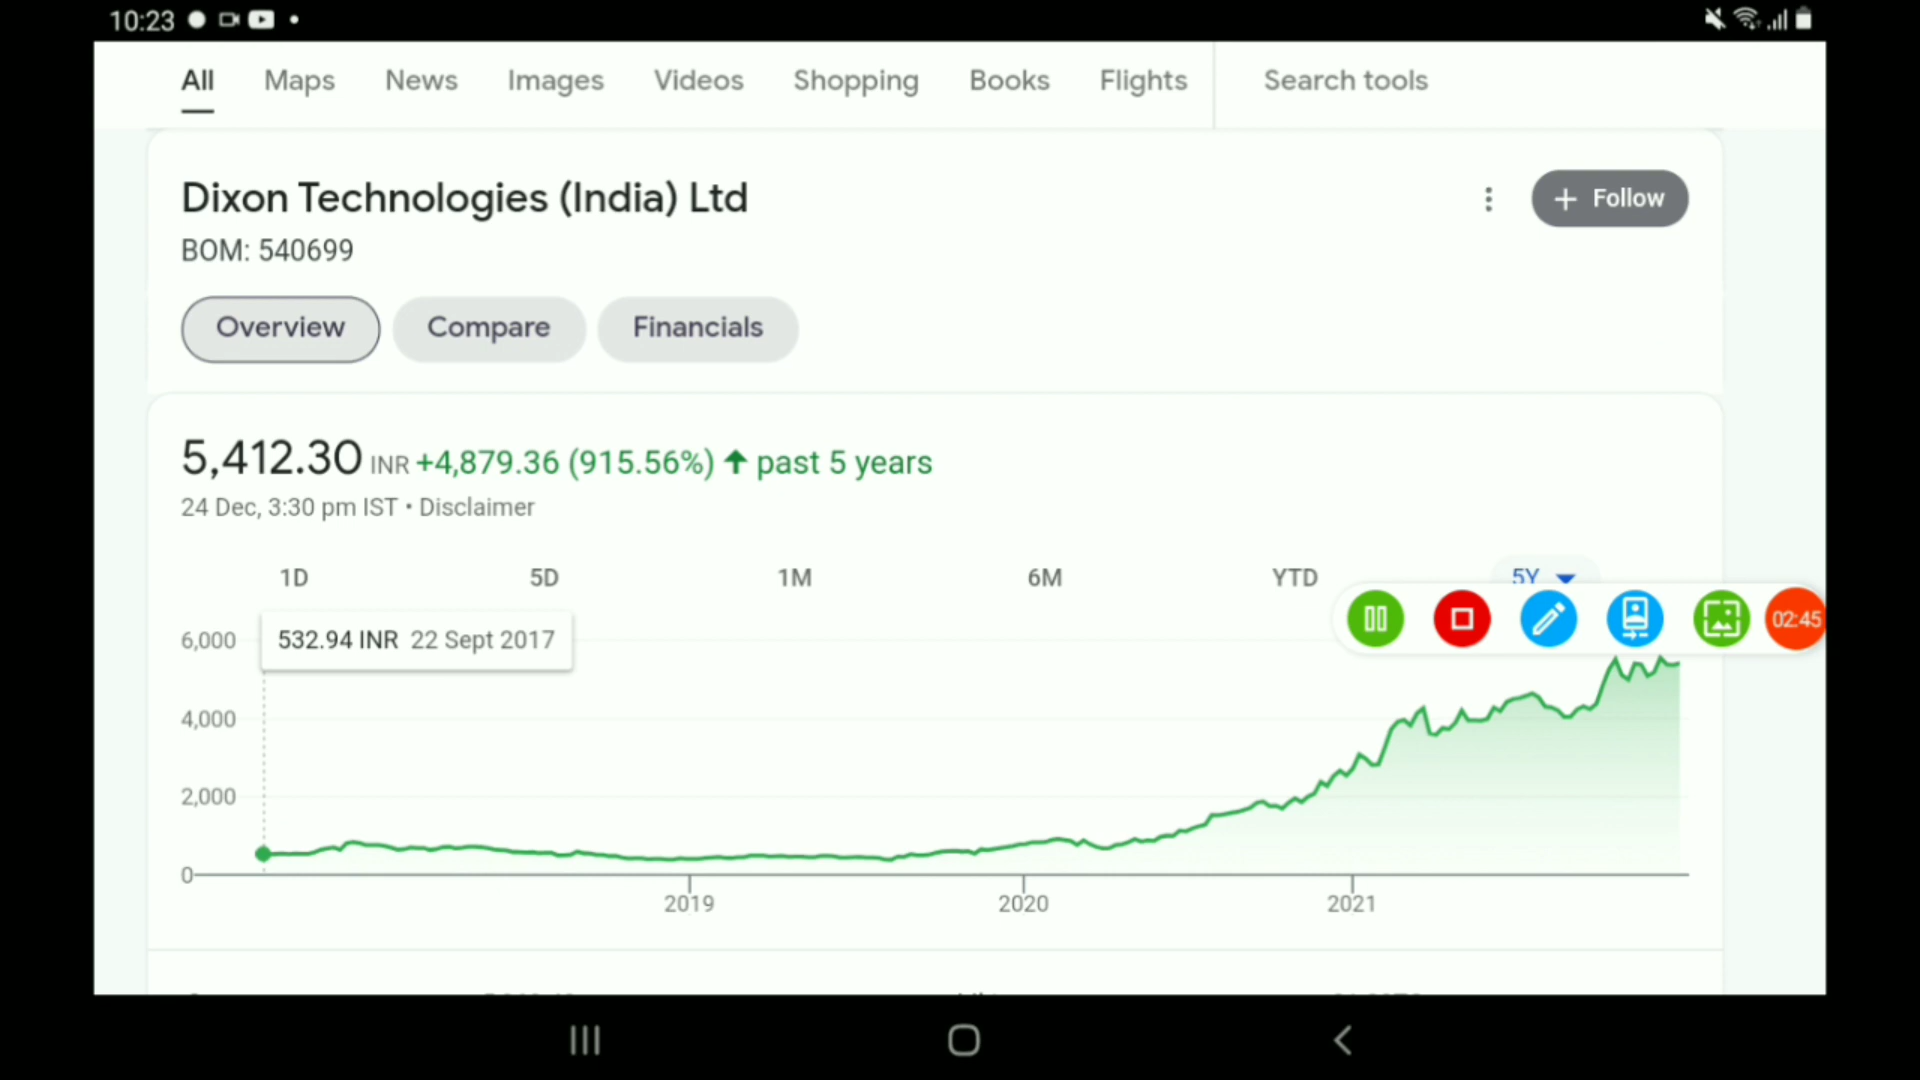 10:23
All Maps News Images Videos Shopping Books Flights Search tools
Dixon Technologies (India) Ltd
+ Follow
BOM: 540699
Overview Compare Financials
5,412.30 INR +4,879.36 (915.56%) ↑ past 5 years
24 Dec, 3:30 pm IST • Disclaimer
1D 5D 1M 6M YTD 5Y
02:45
6,000
532.94 INR 22 Sept 2017
4,000
2,000
0
2019 2020 2021